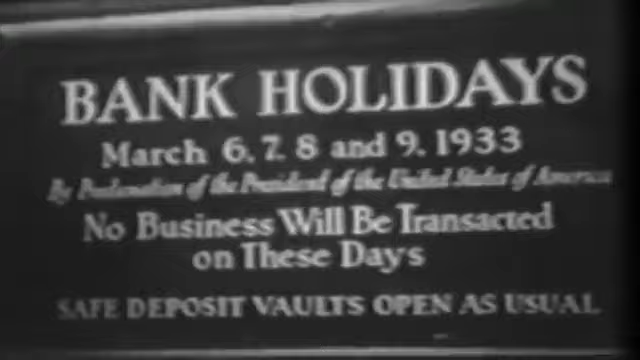 BANK HOLIDAYS
March 6. 7. 8 and 9. 1933
By Proclamation of the President of the United States of America
No Business Will Be Transacted
on These Days
SAFE DEPOSIT VAULTS OPEN AS USUAL